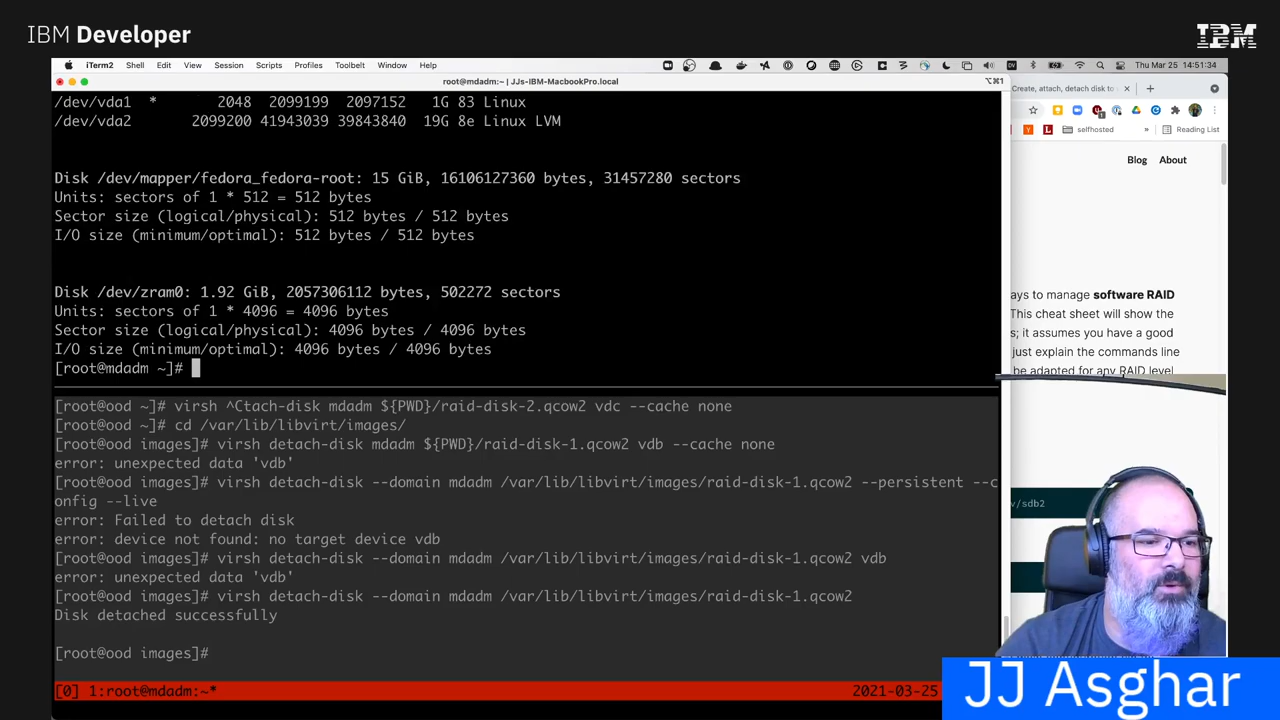 IBM Developer
IBM
iTerm2 Shell Edit View Session Scripts Profiles Toolbelt Window Help
Thu Mar 25 14:51:34
root@mdadm:~ | JJs-IBM-MacbookPro.local
⌥⌘1
Create, attach, detach disk to
selfhosted
»
Reading List
Blog About
/dev/vda1 * 2048 2099199 2097152 1G 83 Linux
/dev/vda2 2099200 41943039 39843840 19G 8e Linux LVM
Disk /dev/mapper/fedora_fedora-root: 15 GiB, 16106127360 bytes, 31457280 sectors
Units: sectors of 1 * 512 = 512 bytes
Sector size (logical/physical): 512 bytes / 512 bytes
I/O size (minimum/optimal): 512 bytes / 512 bytes
Disk /dev/zram0: 1.92 GiB, 2057306112 bytes, 502272 sectors
Units: sectors of 1 * 4096 = 4096 bytes
Sector size (logical/physical): 4096 bytes / 4096 bytes
I/O size (minimum/optimal): 4096 bytes / 4096 bytes
[root@mdadm ~]#
ays to manage software RAID
This cheat sheet will show the
s; it assumes you have a good
just explain the commands line
be adapted for any RAID level
[root@ood ~]# virsh ^Ctach-disk mdadm ${PWD}/raid-disk-2.qcow2 vdc --cache none
[root@ood ~]# cd /var/lib/libvirt/images/
[root@ood images]# virsh detach-disk mdadm ${PWD}/raid-disk-1.qcow2 vdb --cache none
error: unexpected data 'vdb'
[root@ood images]# virsh detach-disk --domain mdadm /var/lib/libvirt/images/raid-disk-1.qcow2 --persistent --c
onfig --live
error: Failed to detach disk
error: device not found: no target device vdb
[root@ood images]# virsh detach-disk --domain mdadm /var/lib/libvirt/images/raid-disk-1.qcow2 vdb
error: unexpected data 'vdb'
[root@ood images]# virsh detach-disk --domain mdadm /var/lib/libvirt/images/raid-disk-1.qcow2
Disk detached successfully
[root@ood images]#
v/sdb2
[0] 1:root@mdadm:~*
2021-03-25
JJ Asghar